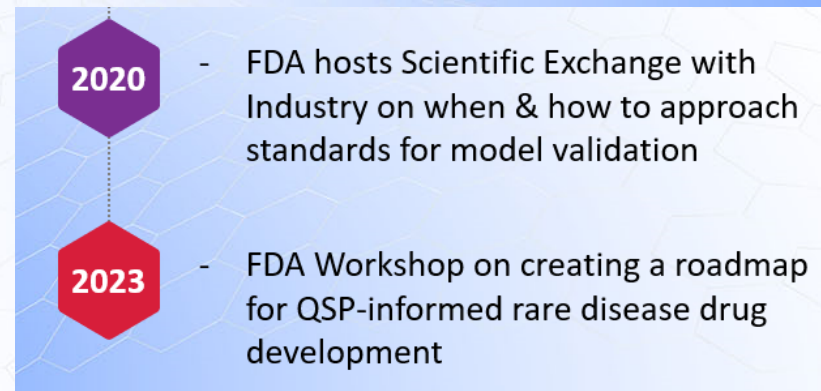 2020
- FDA hosts Scientific Exchange with
Industry on when & how to approach
standards for model validation
2023
- FDA Workshop on creating a roadmap
for QSP-informed rare disease drug
development